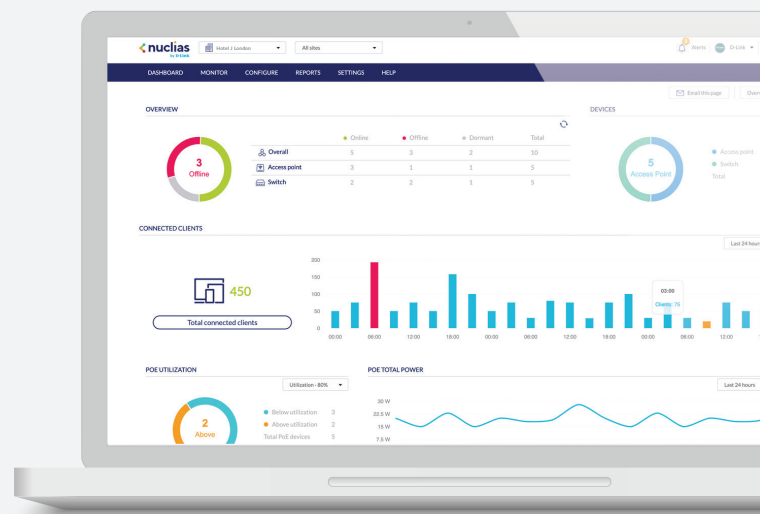 nuclias
by D-Link
Hotel J London
All sites
2
Alerts
D-Link
DASHBOARD MONITOR CONFIGURE REPORTS SETTINGS HELP
Email this page
OVERVIEW
DEVICES
Online Offline Dormant Total
Overall 5 3 2 10
Access point 3 1 1 5
Switch 2 2 1 5
3
Offline
5
Access Point
Access point
Switch
Total
CONNECTED CLIENTS
Last 24 hours
450
Total connected clients
200
150
100
50
0
00:00 06:00 12:00 18:00 00:00 06:00 12:00 18:00 00:00 06:00 12:00
03:00
Clients: 75
POE UTILIZATION
Utilization - 80%
2
Above
Below utilization 3
Above utilization 2
Total PoE devices 5
POE TOTAL POWER
Last 24 hours
30 W
22.5 W
15 W
7.5 W